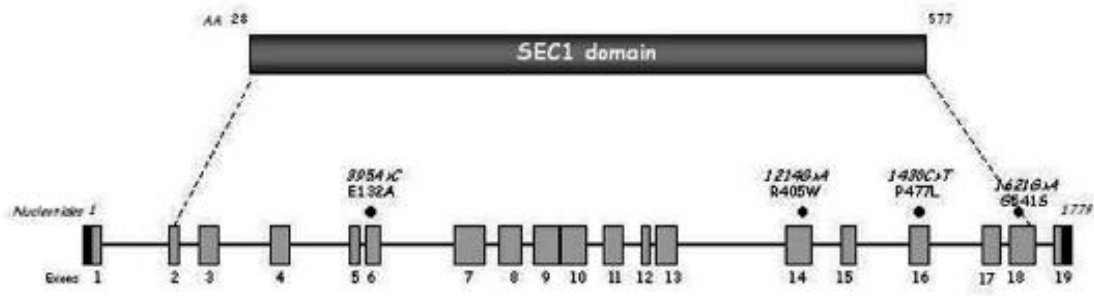 AA 28
577
SEC1 domain
395A>C
E132A
1214G>A
R405W
1430C>T
P477L
1621G>A
G541S
Nucleotides 1
1779
Exons 1 2 3 4 5 6 7 8 9 10 11 12 13 14 15 16 17 18 19